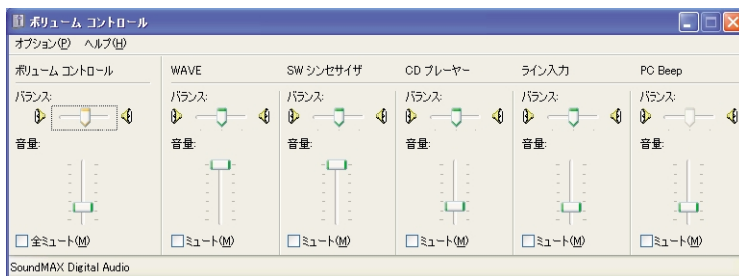 ボリューム コントロール
オプション(P) ヘルプ(H)
ボリューム コントロール WAVE SW シンセサイザ CD プレーヤー ライン入力 PC Beep
バランス: バランス: バランス: バランス: バランス: バランス:
音量: 音量: 音量: 音量: 音量: 音量:
全ミュート(M) ミュート(M) ミュート(M) ミュート(M) ミュート(M) ミュート(M)
SoundMAX Digital Audio